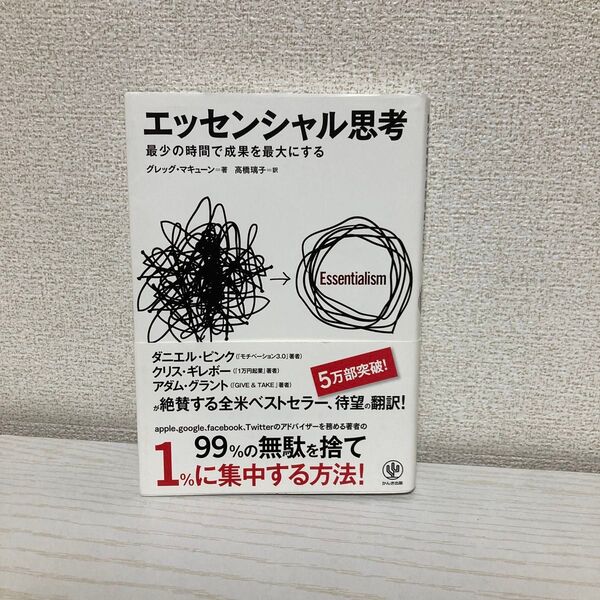 エッセンシャル思考
最少の時間で成果を最大にする
グレッグ・マキューン=著 高橋璃子=訳
Essentialism
ダニエル・ピンク(『モチベーション3.0』著者)
クリス・ギレボー(『1万円起業』著者)
アダム・グラント(『GIVE & TAKE』著者)
が絶賛する全米ベストセラー、待望の翻訳!
5万部突破!
apple、google、facebook、Twitterのアドバイザーを務める著者の
99%の無駄を捨て
1%に集中する方法!
かんき出版